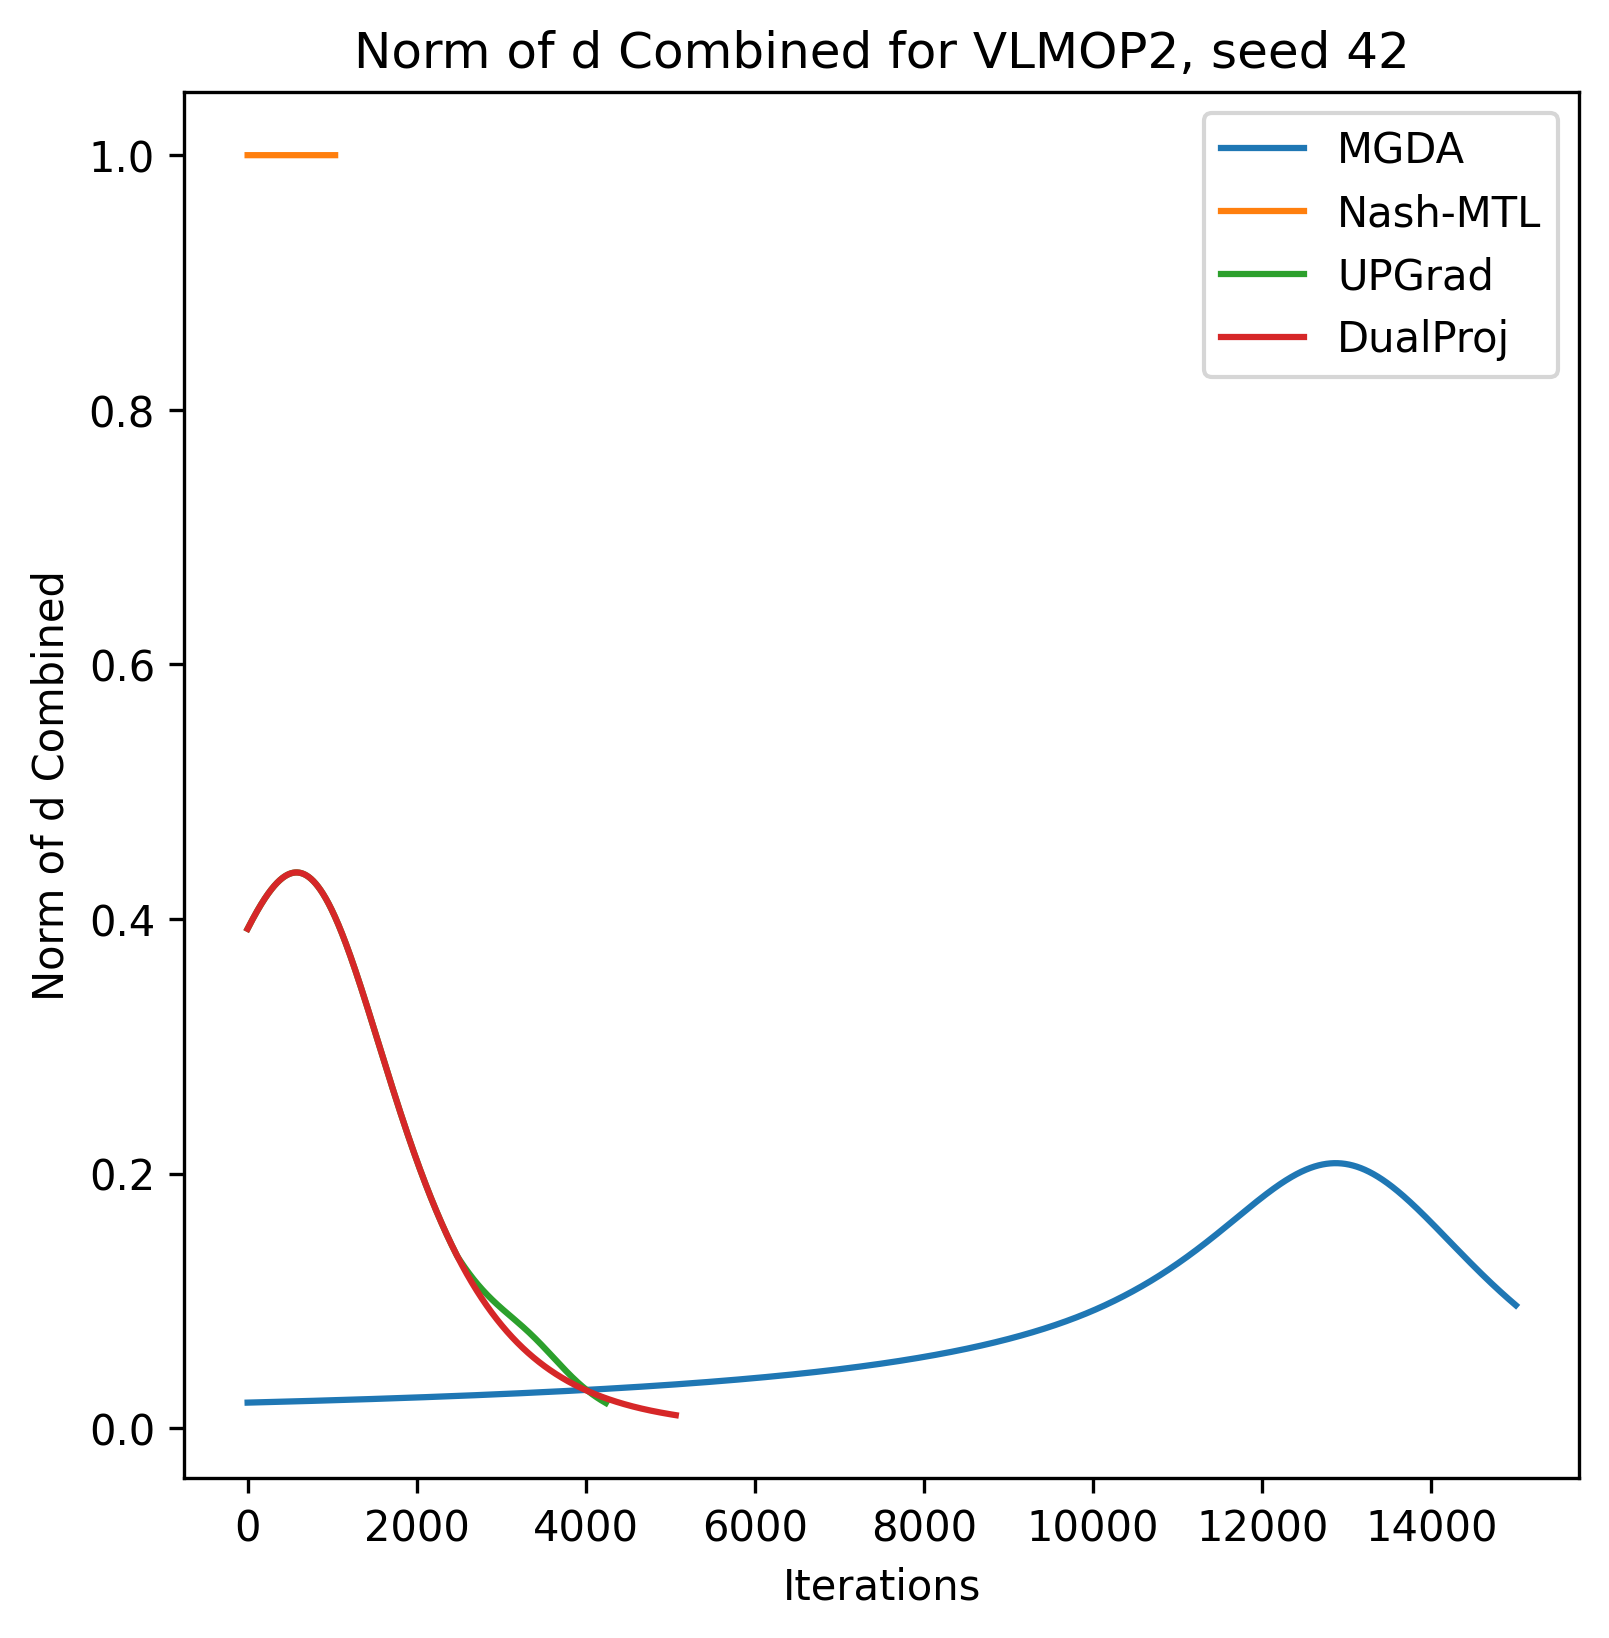 Norm of d Combined for VLMOP2, seed 42
MGDA
Nash-MTL
UPGrad
DualProj
Norm of d Combined
1.0
0.8
0.6
0.4
0.2
0.0
0 2000 4000 6000 8000 10000 12000 14000
Iterations